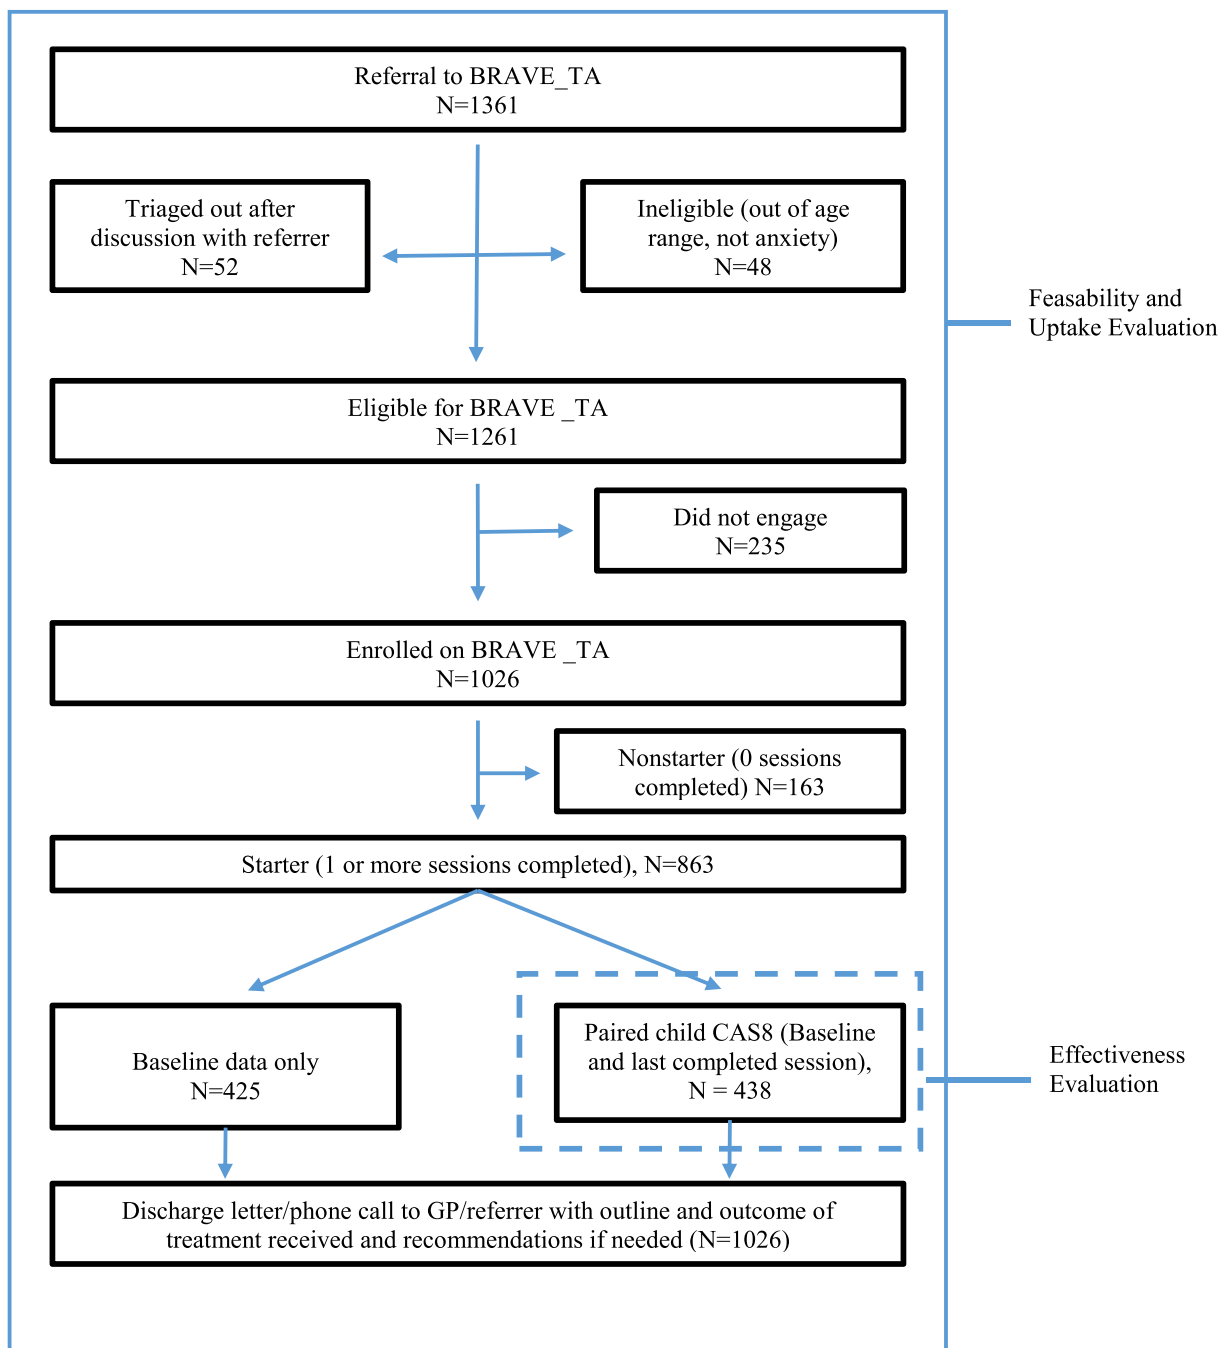 Referral to BRAVE_TA
N=1361
Triaged out after
discussion with referrer
N=52
Ineligible (out of age
range, not anxiety)
N=48
Feasability and
Uptake Evaluation
Eligible for BRAVE _TA
N=1261
Did not engage
N=235
Enrolled on BRAVE _TA
N=1026
Nonstarter (0 sessions
completed) N=163
Starter (1 or more sessions completed), N=863
Baseline data only
N=425
Paired child CAS8 (Baseline
and last completed session),
N = 438
Effectiveness
Evaluation
Discharge letter/phone call to GP/referrer with outline and outcome of
treatment received and recommendations if needed (N=1026)